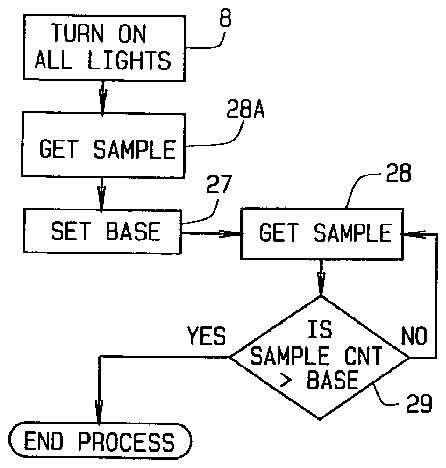 8
TURN ON
ALL LIGHTS
28A
GET SAMPLE
27
SET BASE
28
GET SAMPLE
YES
NO
IS
SAMPLE CNT
> BASE
29
END PROCESS